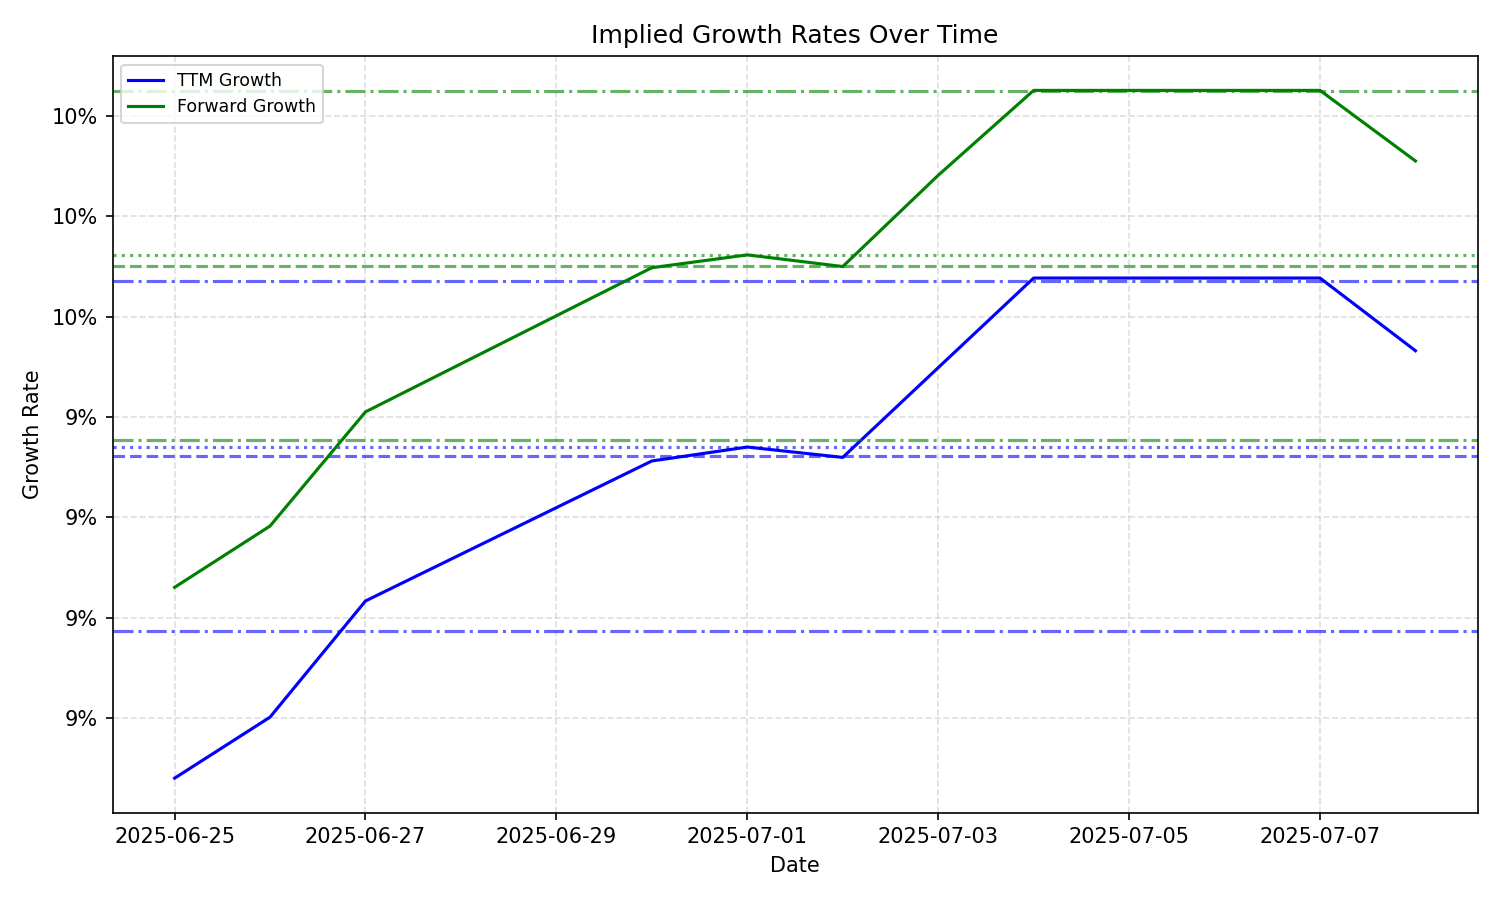 Implied Growth Rates Over Time
TTM Growth
Forward Growth
10%
10%
10%
9%
9%
9%
9%
Growth Rate
2025-06-25
2025-06-27
2025-06-29
2025-07-01
2025-07-03
2025-07-05
2025-07-07
Date